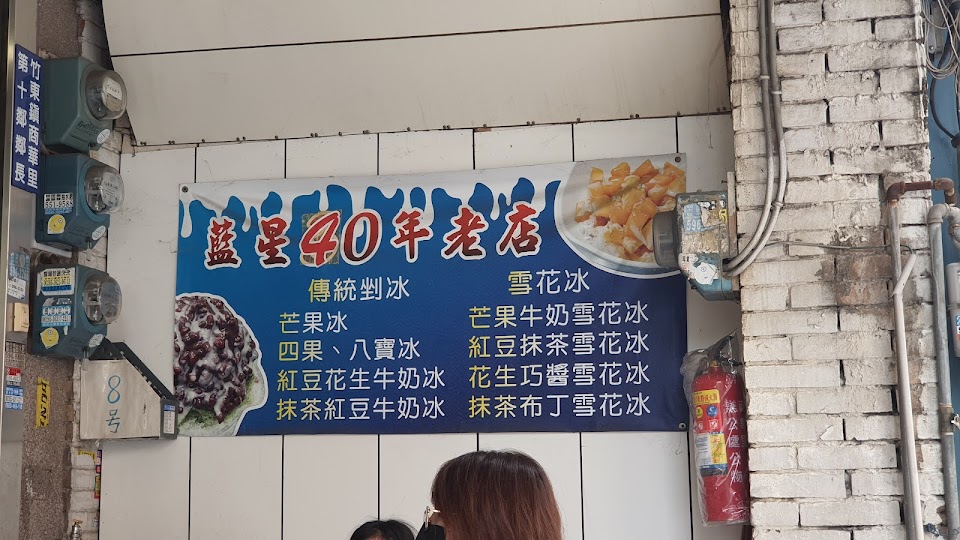 竹東鎮商華里
第十鄰鄰長
藍星40年老店
傳統剉冰
芒果冰
四果、八寶冰
紅豆花生牛奶冰
抹茶紅豆牛奶冰
雪花冰
芒果牛奶雪花冰
紅豆抹茶雪花冰
花生巧醬雪花冰
抹茶布丁雪花冰
8号